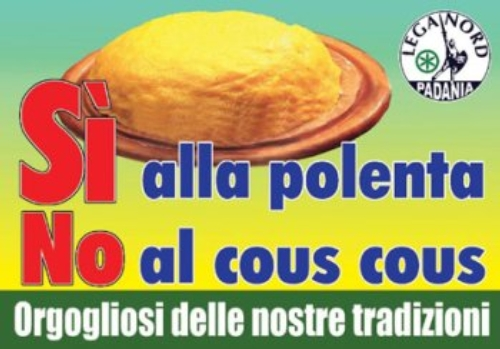 LEGA NORD
PADANIA
Sì alla polenta
No al cous cous
Orgogliosi delle nostre tradizioni